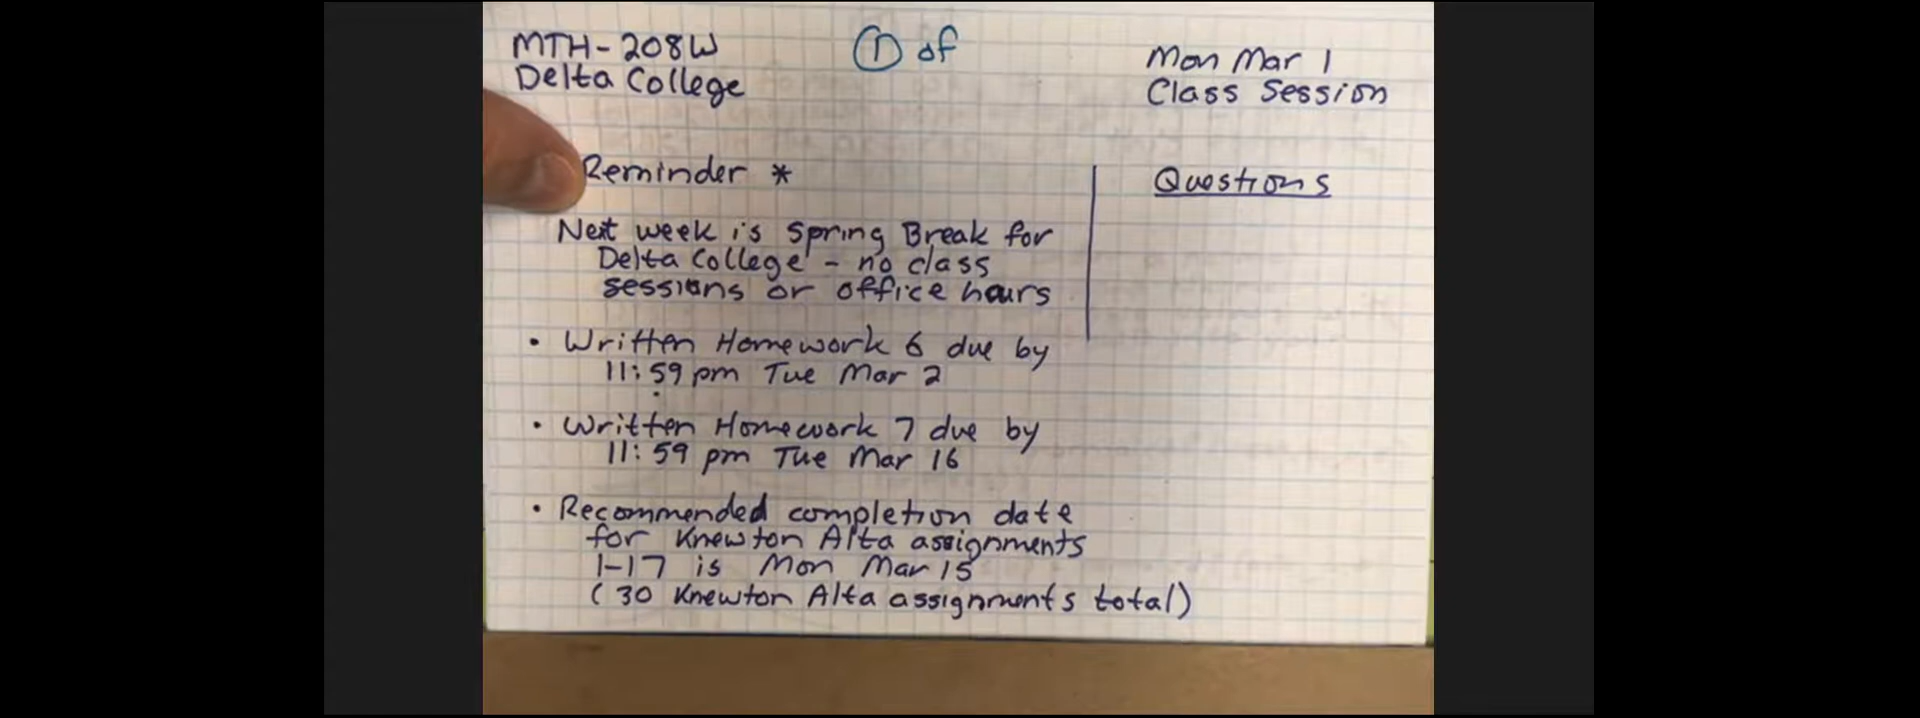 MTH-208W
Delta College
① of
Mon Mar 1
Class Session
Reminder *
Next week is Spring Break for
Delta College - no class
sessions or office hours
• Written Homework 6 due by
11:59 pm Tue Mar 2
• Written Homework 7 due by
11:59 pm Tue Mar 16
• Recommended completion date
for Knewton Alta assignments
1-17 is Mon Mar 15
(30 Knewton Alta assignments total)
Questions